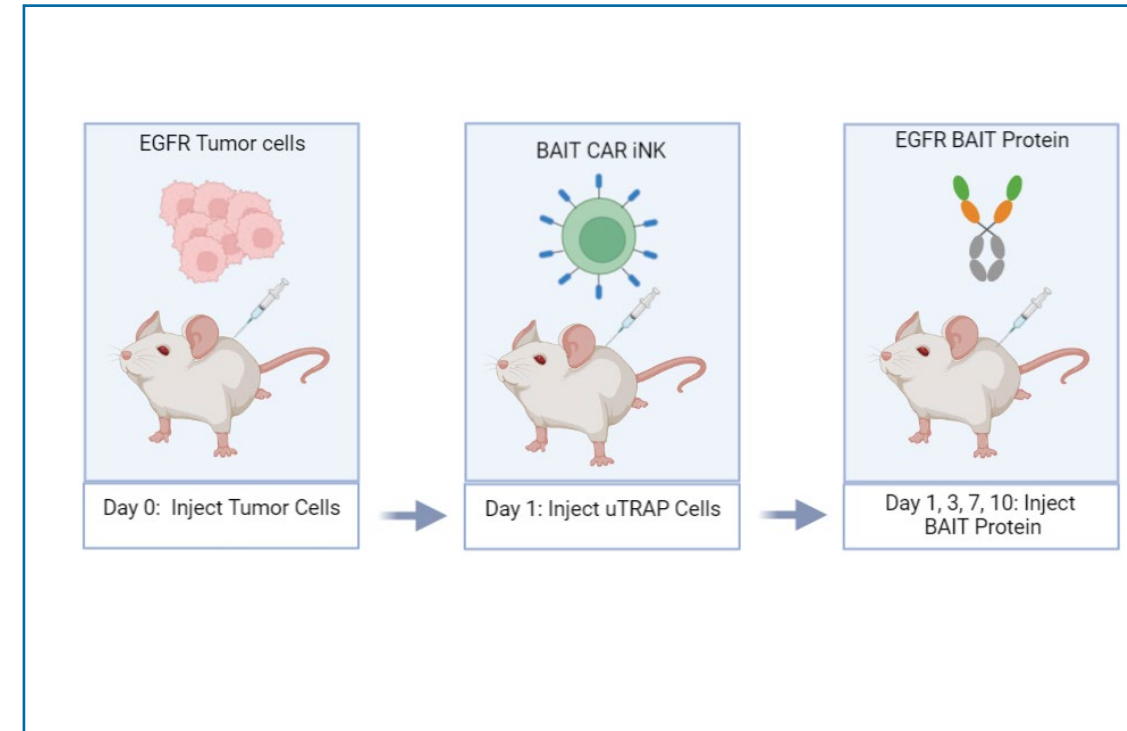 EGFR Tumor cells
Day 0:  Inject Tumor Cells
BAIT CAR iNK
Day 1: Inject uTRAP Cells
EGFR BAIT Protein
Day 1, 3, 7, 10: Inject
BAIT Protein